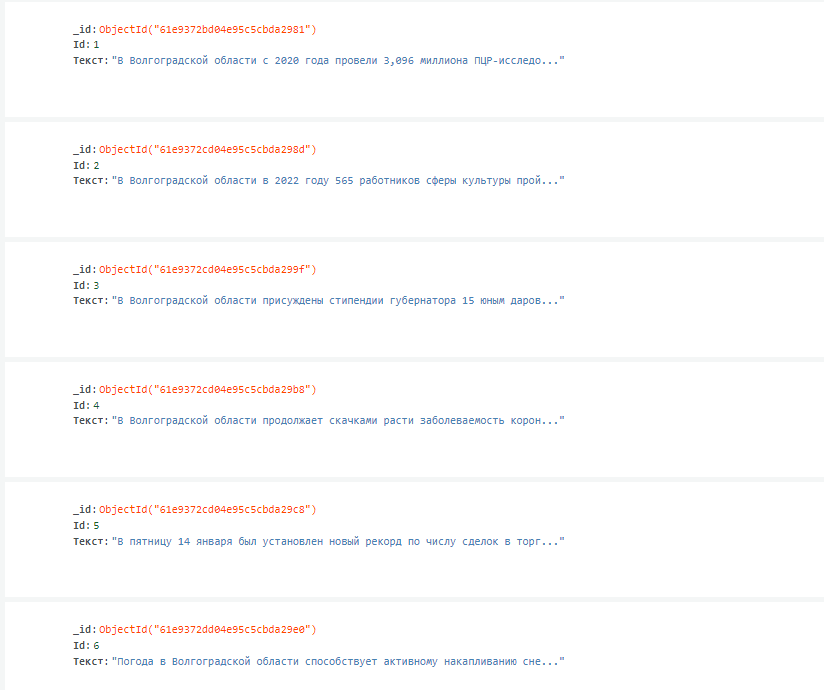 _id: ObjectId("61e9372bd04e95c5cbda2981")
Id: 1
Текст: "В Волгоградской области с 2020 года провели 3,096 миллиона ПЦР-исследо..."
_id: ObjectId("61e9372cd04e95c5cbda298d")
Id: 2
Текст: "В Волгоградской области в 2022 году 565 работников сферы культуры прой..."
_id: ObjectId("61e9372cd04e95c5cbda299f")
Id: 3
Текст: "В Волгоградской области присуждены стипендии губернатора 15 юным даров..."
_id: ObjectId("61e9372cd04e95c5cbda29b8")
Id: 4
Текст: "В Волгоградской области продолжает скачками расти заболеваемость корон..."
_id: ObjectId("61e9372cd04e95c5cbda29c8")
Id: 5
Текст: "В пятницу 14 января был установлен новый рекорд по числу сделок в торг..."
_id: ObjectId("61e9372dd04e95c5cbda29e0")
Id: 6
Текст: "Погода в Волгоградской области способствует активному накапливанию сне..."